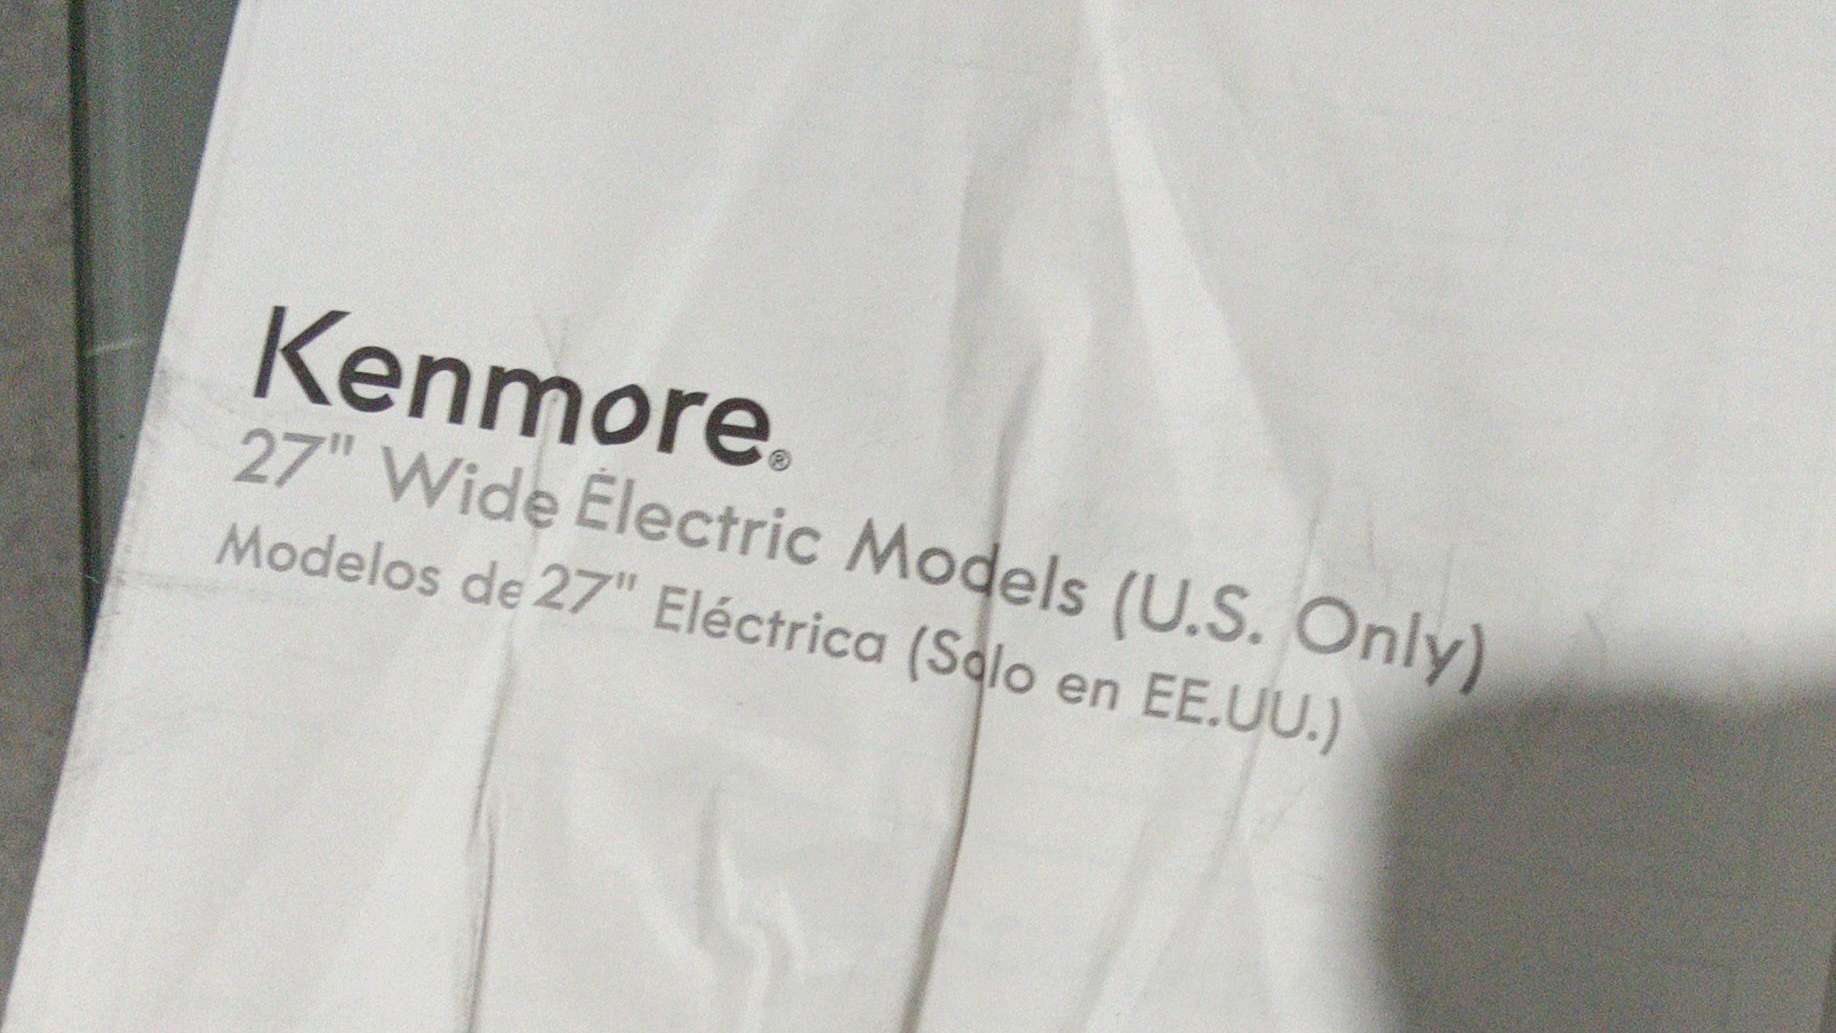 Kenmore®
27" Wide Electric Models (U.S. Only)
Modelos de 27" Eléctrica (Solo en EE.UU.)